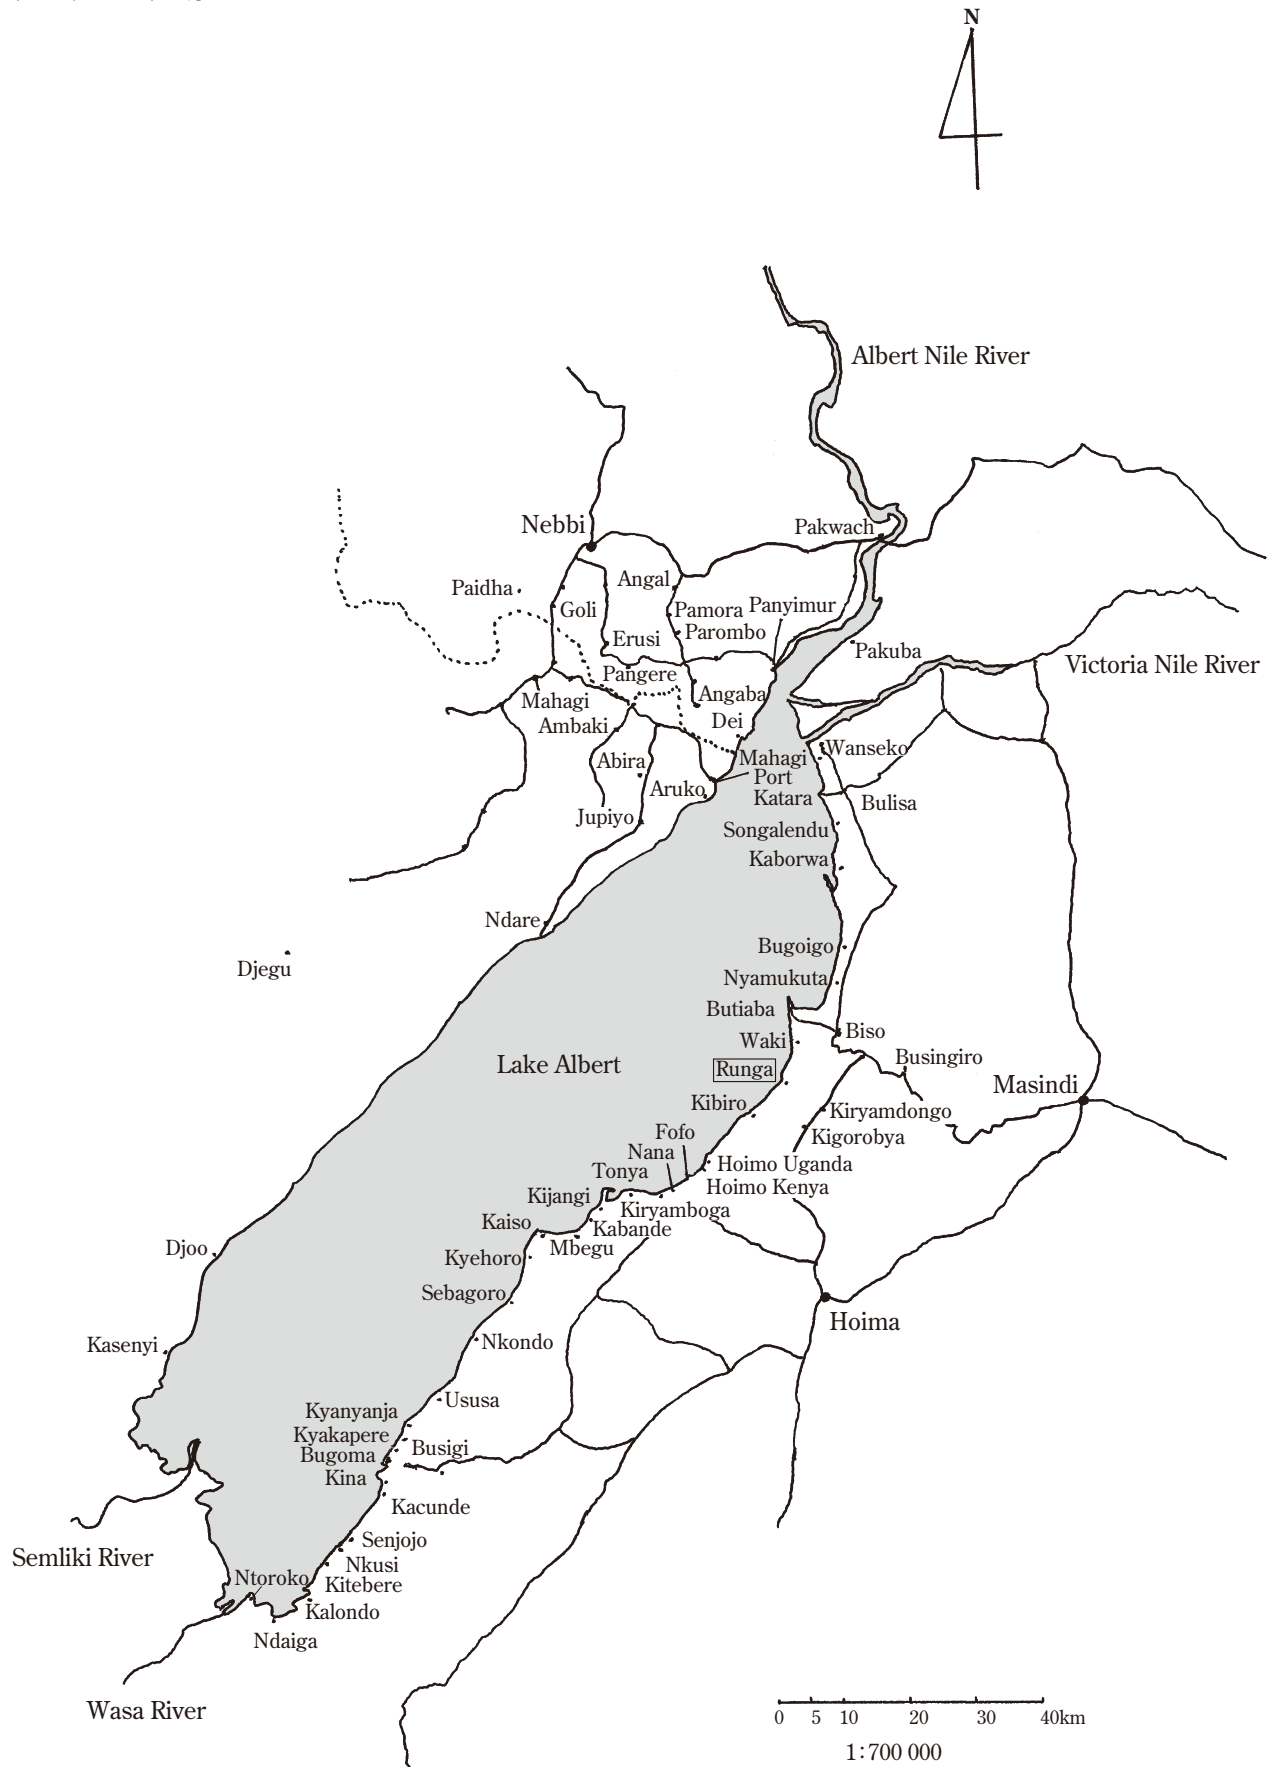 N
Albert Nile River
Nebbi
Pakwach
Paidha
Angal
Goli
Pamora
Panyimur
Parombo
Erusi
Pakuba
Victoria Nile River
Pangere
Mahagi
Angaba
Ambaki
Dei
Wanseko
Mahagi
Port
Abira
Aruko
Katara
Bulisa
Jupiyo
Songalendu
Kaborwa
Ndare
Bugoigo
Djegu
Nyamukuta
Butiaba
Biso
Waki
Busingiro
Lake Albert
Runga
Masindi
Kibiro
Kiryamdongo
Kigorobya
Fofo
Nana
Hoimo Uganda
Tonya
Hoimo Kenya
Kijangi
Kiryamboga
Kaiso
Kabande
Mbegu
Djoo
Kyehoro
Sebagoro
Hoima
Kasenyi
Nkondo
Ususa
Kyanyanja
Kyakapere
Busigi
Bugoma
Kina
Kacunde
Senjojo
Semliki River
Nkusi
Ntoroko
Kitebere
Kalondo
Ndaiga
Wasa River
0 5 10 20 30 40km
1:700 000